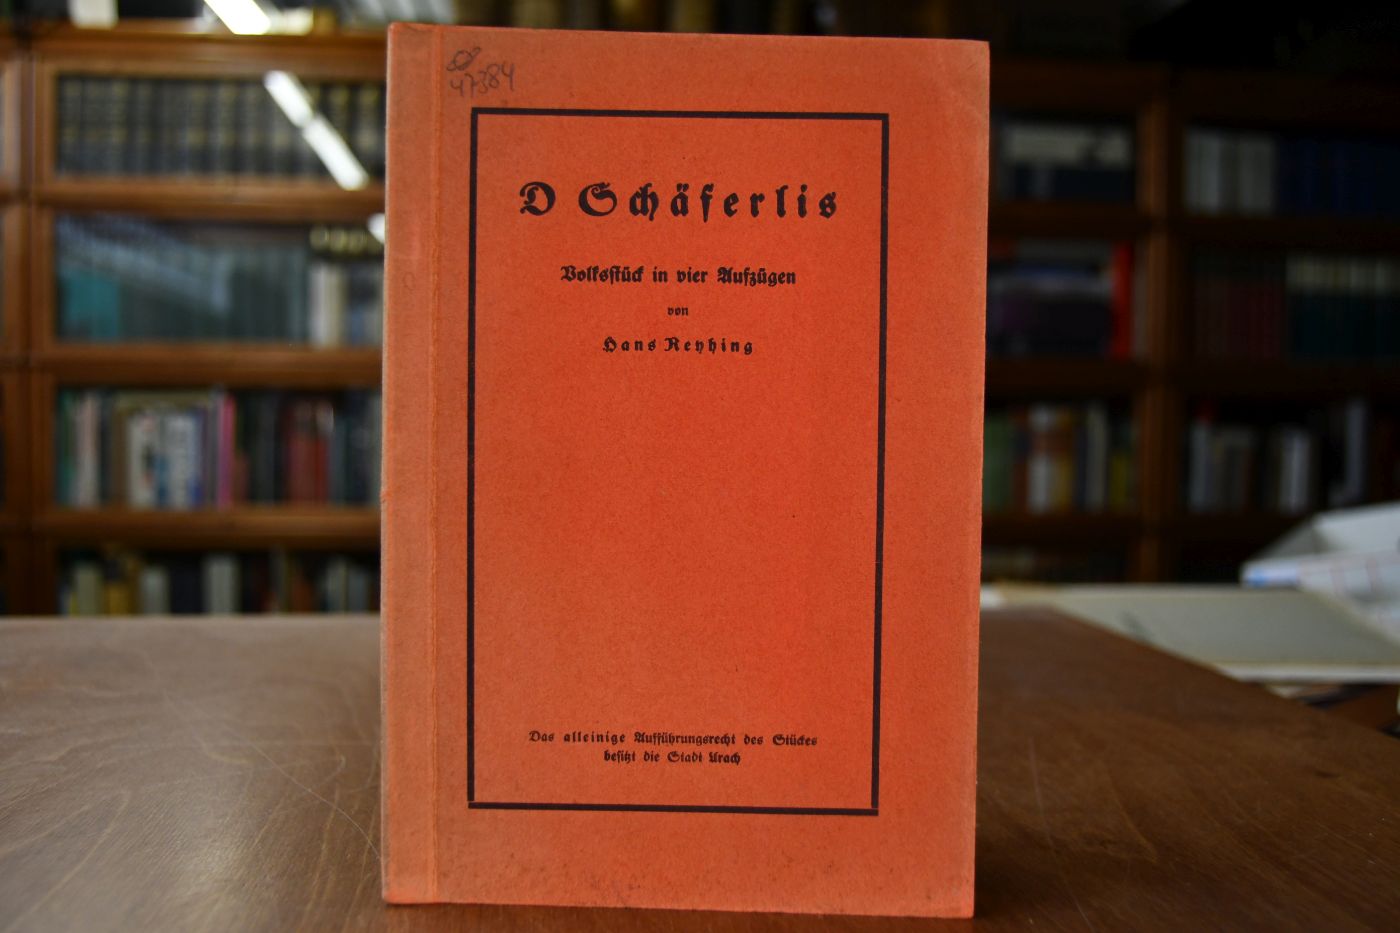 47384
D Schäferlis
Volksstück in vier Aufzügen
von
Hans Reyhing
Das alleinige Aufführungsrecht des Stückes
besitzt die Stadt Urach